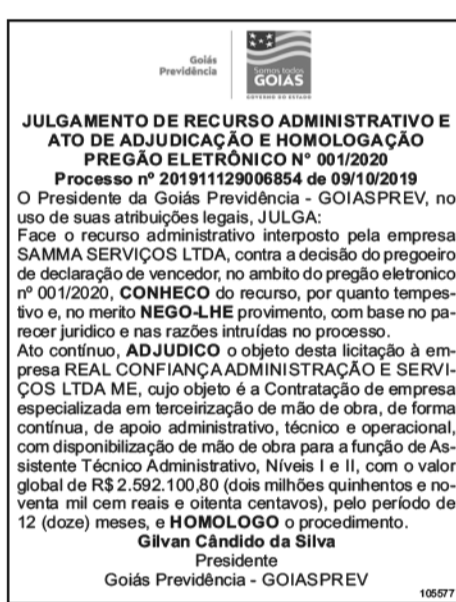 Goiás
Previdência
Somos todos
GOIÁS
GOVERNO DO ESTADO
JULGAMENTO DE RECURSO ADMINISTRATIVO E
ATO DE ADJUDICAÇÃO E HOMOLOGAÇÃO
PREGÃO ELETRÔNICO N° 001/2020
Processo nº 201911129006854 de 09/10/2019
O Presidente da Goiás Previdência - GOIASPREV, no
uso de suas atribuições legais, JULGA:
Face o recurso administrativo interposto pela empresa
SAMMA SERVIÇOS LTDA, contra a decisão do pregoeiro
de declaração de vencedor, no ambito do pregão eletronico
nº 001/2020, CONHECO do recurso, por quanto tempes-
tivo e, no merito NEGO-LHE provimento, com base no pa-
recer juridico e nas razões intruídas no processo.
Ato contínuo, ADJUDICO o objeto desta licitação à em-
presa REAL CONFIANÇA ADMINISTRAÇÃO E SERVI-
ÇOS LTDA ME, cujo objeto é a Contratação de empresa
especializada em terceirização de mão de obra, de forma
contínua, de apoio administrativo, técnico e operacional,
com disponibilização de mão de obra para a função de As-
sistente Técnico Administrativo, Níveis I e II, com o valor
global de R$ 2.592.100,80 (dois milhões quinhentos e no-
venta mil cem reais e oitenta centavos), pelo período de
12 (doze) meses, e HOMOLOGO o procedimento.
Gilvan Cândido da Silva
Presidente
Goiás Previdência - GOIASPREV
105577